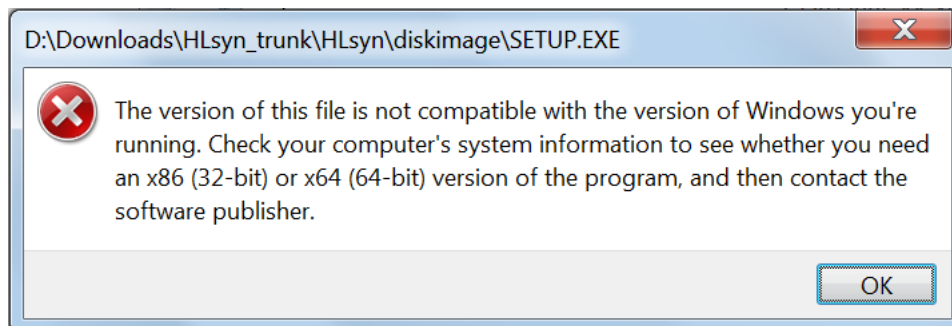 D:\Downloads\HLsyn_trunk\HLsyn\diskimage\SETUP.EXE
The version of this file is not compatible with the version of Windows you're
running. Check your computer's system information to see whether you need
an x86 (32-bit) or x64 (64-bit) version of the program, and then contact the
software publisher.
OK